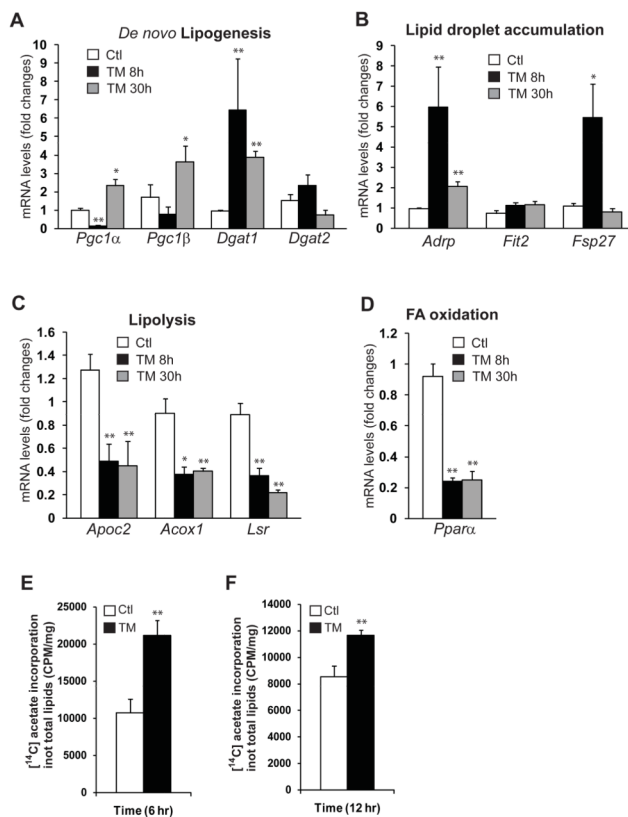 A
De novo Lipogenesis
mRNA levels (fold changes)
10
9
8
7
6
5
4
3
2
1
0
Ctl
TM 8h
TM 30h
**
*
*
**
**
Pgc1α Pgc1β Dgat1 Dgat2
B
Lipid droplet accumulation
mRNA levels (fold changes)
10
8
6
4
2
0
Ctl
TM 8h
TM 30h
**
**
*
Adrp Fit2 Fsp27
C
Lipolysis
mRNA levels (fold changes)
1.6
1.4
1.2
1
0.8
0.6
0.4
0.2
0
Ctl
TM 8h
TM 30h
** **
* **
**
**
Apoc2 Acox1 Lsr
D
FA oxidation
mRNA levels (fold changes)
1.2
1
0.8
0.6
0.4
0.2
0
Ctl
TM 8h
TM 30h
** **
Pparα
E
[14C] acetate incorporation
inot total lipids (CPM/mg)
25000
20000
15000
10000
5000
0
Ctl
TM
**
Time (6 hr)
F
[14C] acetate incorporation
inot total lipids (CPM/mg)
14000
12000
10000
8000
6000
4000
2000
0
Ctl
TM
**
Time (12 hr)